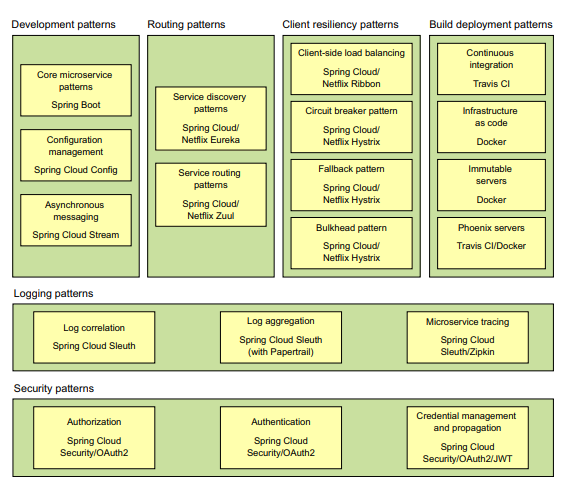 Development patterns
Core microservice
patterns
Spring Boot
Configuration
management
Spring Cloud Config
Asynchronous
messaging
Spring Cloud Stream
Routing patterns
Service discovery
patterns
Spring Cloud/
Netflix Eureka
Service routing
patterns
Spring Cloud/
Netflix Zuul
Client resiliency patterns
Client-side load balancing
Spring Cloud/
Netflix Ribbon
Circuit breaker pattern
Spring Cloud/
Netflix Hystrix
Fallback pattern
Spring Cloud/
Netflix Hystrix
Bulkhead pattern
Spring Cloud/
Netflix Hystrix
Build deployment patterns
Continuous
integration
Travis CI
Infrastructure
as code
Docker
Immutable
servers
Docker
Phoenix servers
Travis CI/Docker
Logging patterns
Log correlation
Spring Cloud Sleuth
Log aggregation
Spring Cloud Sleuth
(with Papertrail)
Microservice tracing
Spring Cloud
Sleuth/Zipkin
Security patterns
Authorization
Spring Cloud
Security/OAuth2
Authentication
Spring Cloud
Security/OAuth2
Credential management
and propagation
Spring Cloud
Security/OAuth2/JWT